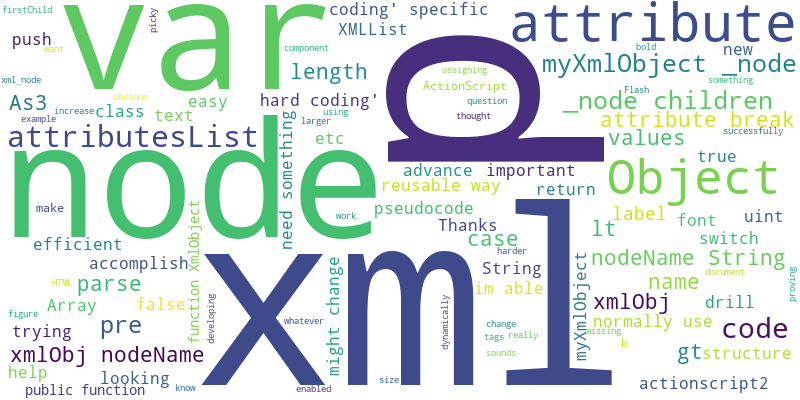 firstChild
picky
coding' specific
var
attribute
push
want
XMLList
new
bold
component
xml_node
length
assigning
myXmlObject _node
As3
increase
obvious
easy
hard coding'
ActionScript
p
something
Flash
_node children
example
class
text
larger
using
question
thought
attribute break
attributesList
etc
values
successfully
node
need something
advance
important
true
Object
reusable way
return
make
pseudocode
work
label
font
uint
Thanks
lt
efficient
case
switch
harder
accomplish
nodeName String
document
HTML
parse
function XmlObject
String
im able
name
proving
Array
false
might change
myXmlObject
xmlObj
drill
figure
pre
developing
whatever
dynamically
xml
change
normally use
missing
code
trying
tags
really
b
xmlObj nodeName
sounds
gt
structure
help
looking
size
actionscript2
public function
know
enabled